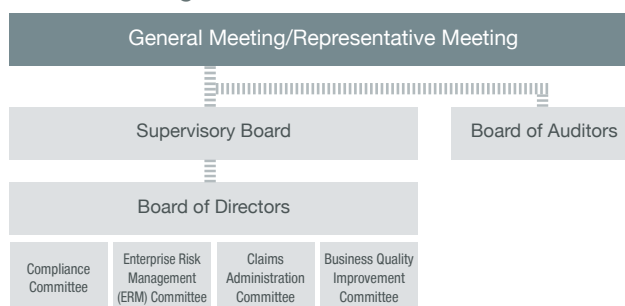 General Meeting/Representative Meeting
Supervisory Board
Board of Auditors
Board of Directors
Compliance
Committee
Enterprise Risk
Management
(ERM) Committee
Claims
Administration
Committee
Business Quality
Improvement
Committee